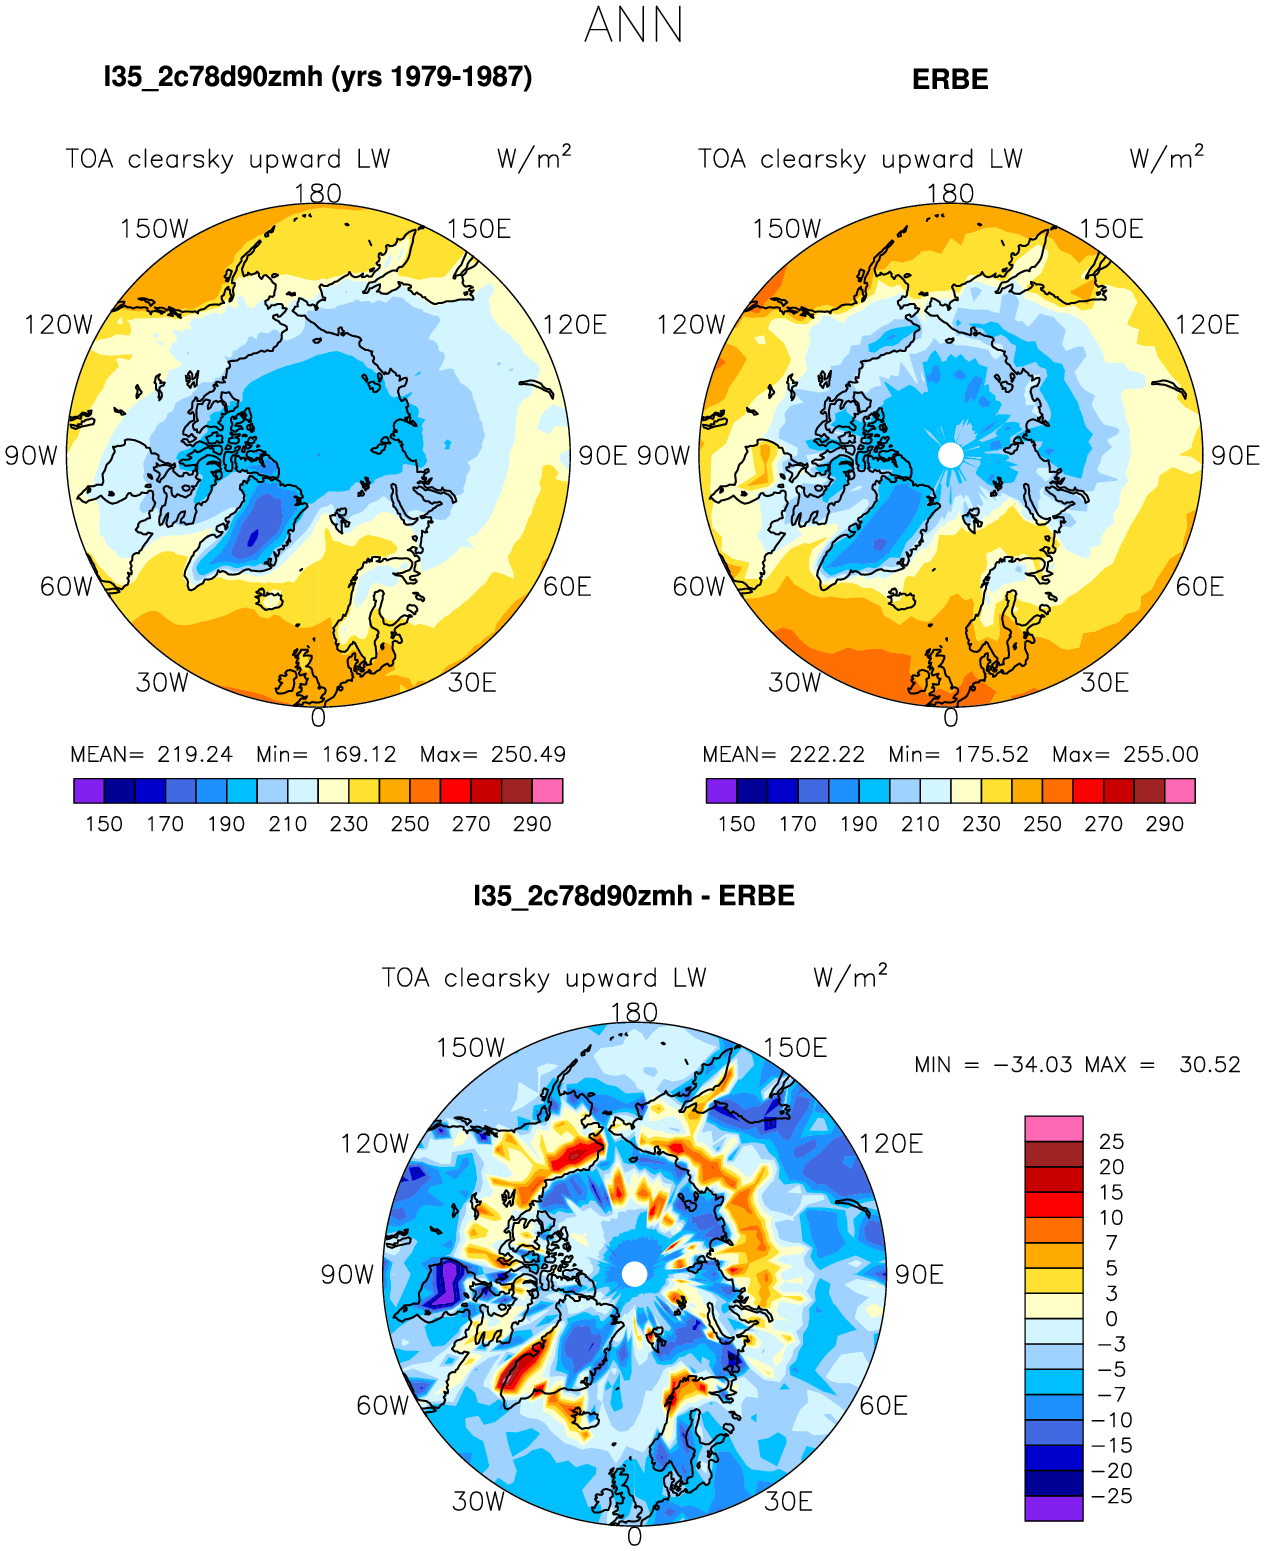 ANN
l35_2c78d90zmh (yrs 1979-1987)
ERBE
TOA clearsky upward LW W/m²
TOA clearsky upward LW W/m²
180
150W 150E
120W 120E
90W 90E
60W 60E
30W 30E
0
180
150W 150E
120W 120E
90W 90E
60W 60E
30W 30E
0
MEAN= 219.24 Min= 169.12 Max= 250.49
MEAN= 222.22 Min= 175.52 Max= 255.00
150 170 190 210 230 250 270 290
150 170 190 210 230 250 270 290
l35_2c78d90zmh - ERBE
TOA clearsky upward LW W/m²
180
150W 150E
120W 120E
90W 90E
60W 60E
30W 30E
0
MIN = −34.03 MAX = 30.52
25
20
15
10
7
5
3
0
−3
−5
−7
−10
−15
−20
−25